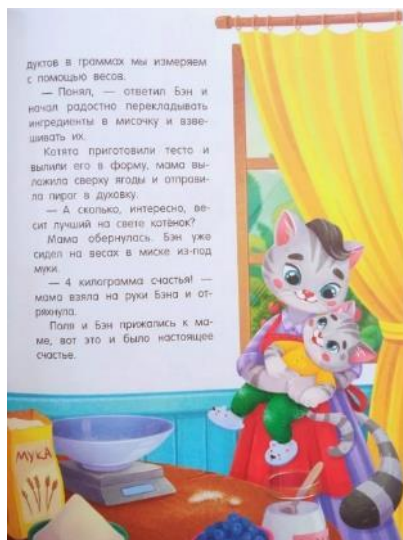 дуктов в граммах мы измеряем
с помощью весов.
— Понял, — ответил Бэн и
начал радостно перекладывать
ингредиенты в мисочку и взве-
шивать их.
Котята приготовили тесто и
вылили его в форму, мама вы-
ложила сверху ягоды и отправи-
ла пирог в духовку.
— А сколько, интересно, ве-
сит лучший на свете котёнок?
Мама обернулась. Бэн уже
сидел на весах в миске из-под
муки.
— 4 килограмма счастья! —
мама взяла на руки Бэна и от-
ряхнула.
Поля и Бэн прижались к ма-
ме, вот это и было настоящее
счастье.
МУКА